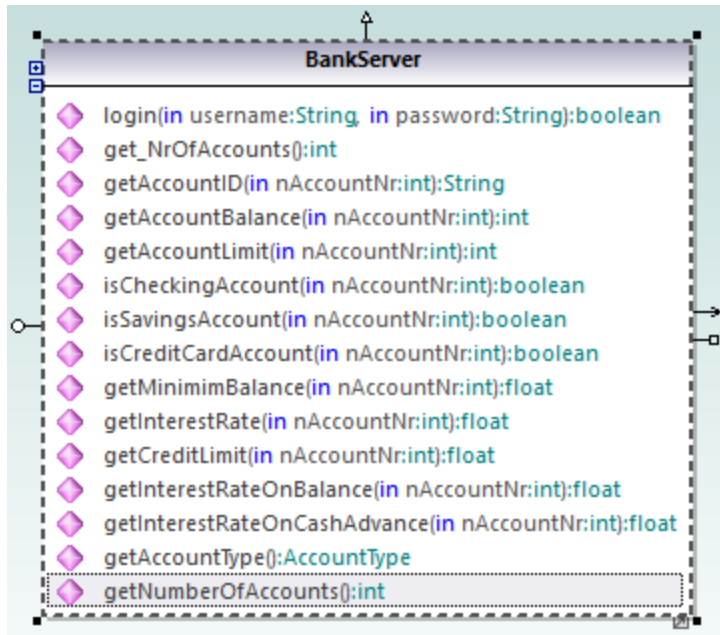 BankServer
login(in username:String, in password:String):boolean
get_NrOfAccounts():int
getAccountID(in nAccountNr:int):String
getAccountBalance(in nAccountNr:int):int
getAccountLimit(in nAccountNr:int):int
isCheckingAccount(in nAccountNr:int):boolean
isSavingsAccount(in nAccountNr:int):boolean
isCreditCardAccount(in nAccountNr:int):boolean
getMinimimBalance(in nAccountNr:int):float
getInterestRate(in nAccountNr:int):float
getCreditLimit(in nAccountNr:int):float
getInterestRateOnBalance(in nAccountNr:int):float
getInterestRateOnCashAdvance(in nAccountNr:int):float
getAccountType():AccountType
getNumberOfAccounts():int